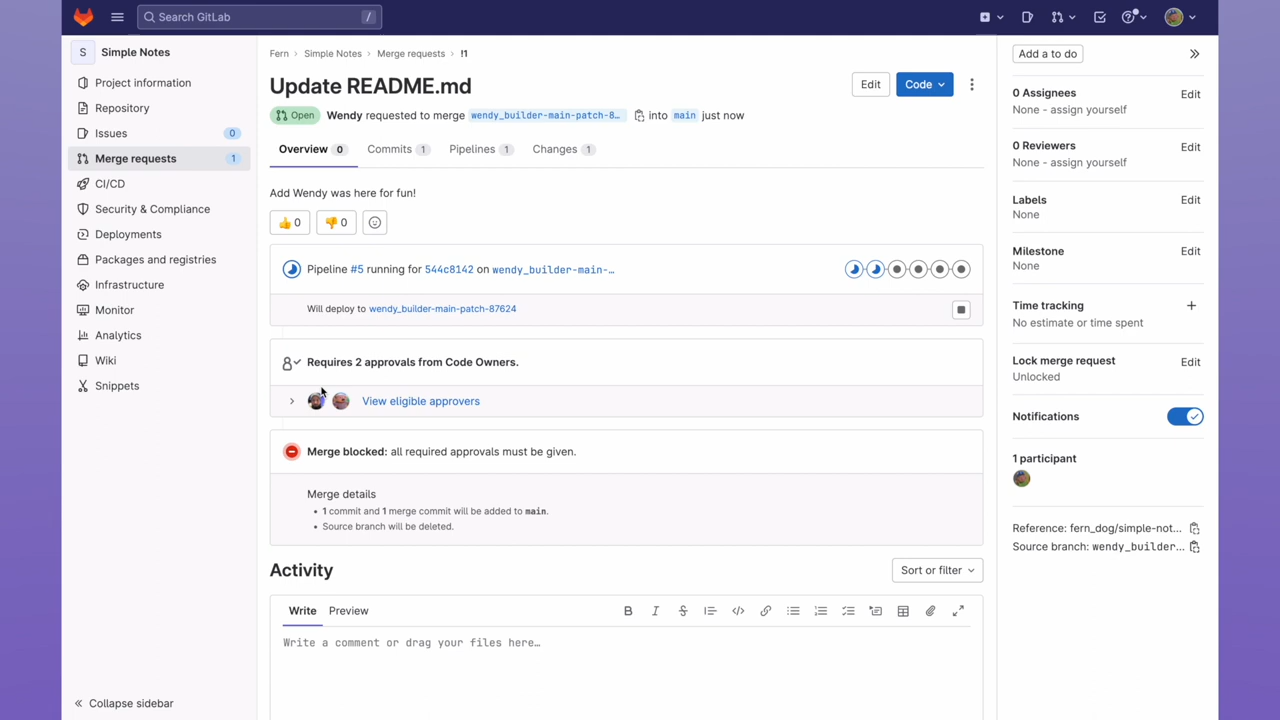 Search GitLab /
S Simple Notes
Project information
Repository
Issues 0
Merge requests 1
CI/CD
Security & Compliance
Deployments
Packages and registries
Infrastructure
Monitor
Analytics
Wiki
Snippets
Collapse sidebar
Fern > Simple Notes > Merge requests > !1
Update README.md
Edit
Code
Open Wendy requested to merge wendy_builder-main-patch-8… into main just now
Overview 0 Commits 1 Pipelines 1 Changes 1
Add Wendy was here for fun!
👍 0 👎 0
Pipeline #5 running for 544c8142 on wendy_builder-main-…
Will deploy to wendy_builder-main-patch-87624
Requires 2 approvals from Code Owners.
View eligible approvers
Merge blocked: all required approvals must be given.
Merge details
• 1 commit and 1 merge commit will be added to main.
• Source branch will be deleted.
Activity
Sort or filter
Write Preview
Write a comment or drag your files here…
Add a to do
0 Assignees Edit
None - assign yourself
0 Reviewers Edit
None - assign yourself
Labels Edit
None
Milestone Edit
None
Time tracking +
No estimate or time spent
Lock merge request Edit
Unlocked
Notifications
1 participant
Reference: fern_dog/simple-not…
Source branch: wendy_builder…